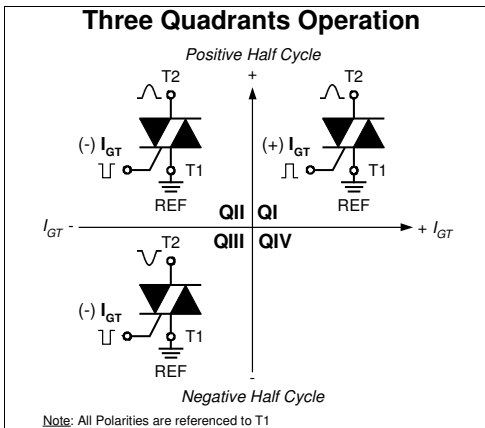 Three Quadrants Operation
Positive Half Cycle
T2
+
T2
(-) IGT
(+) IGT
T1
T1
REF
REF
QII QI
IGT -
+ IGT
QIII QIV
T2
(-) IGT
T1
REF
-
Negative Half Cycle
Note: All Polarities are referenced to T1